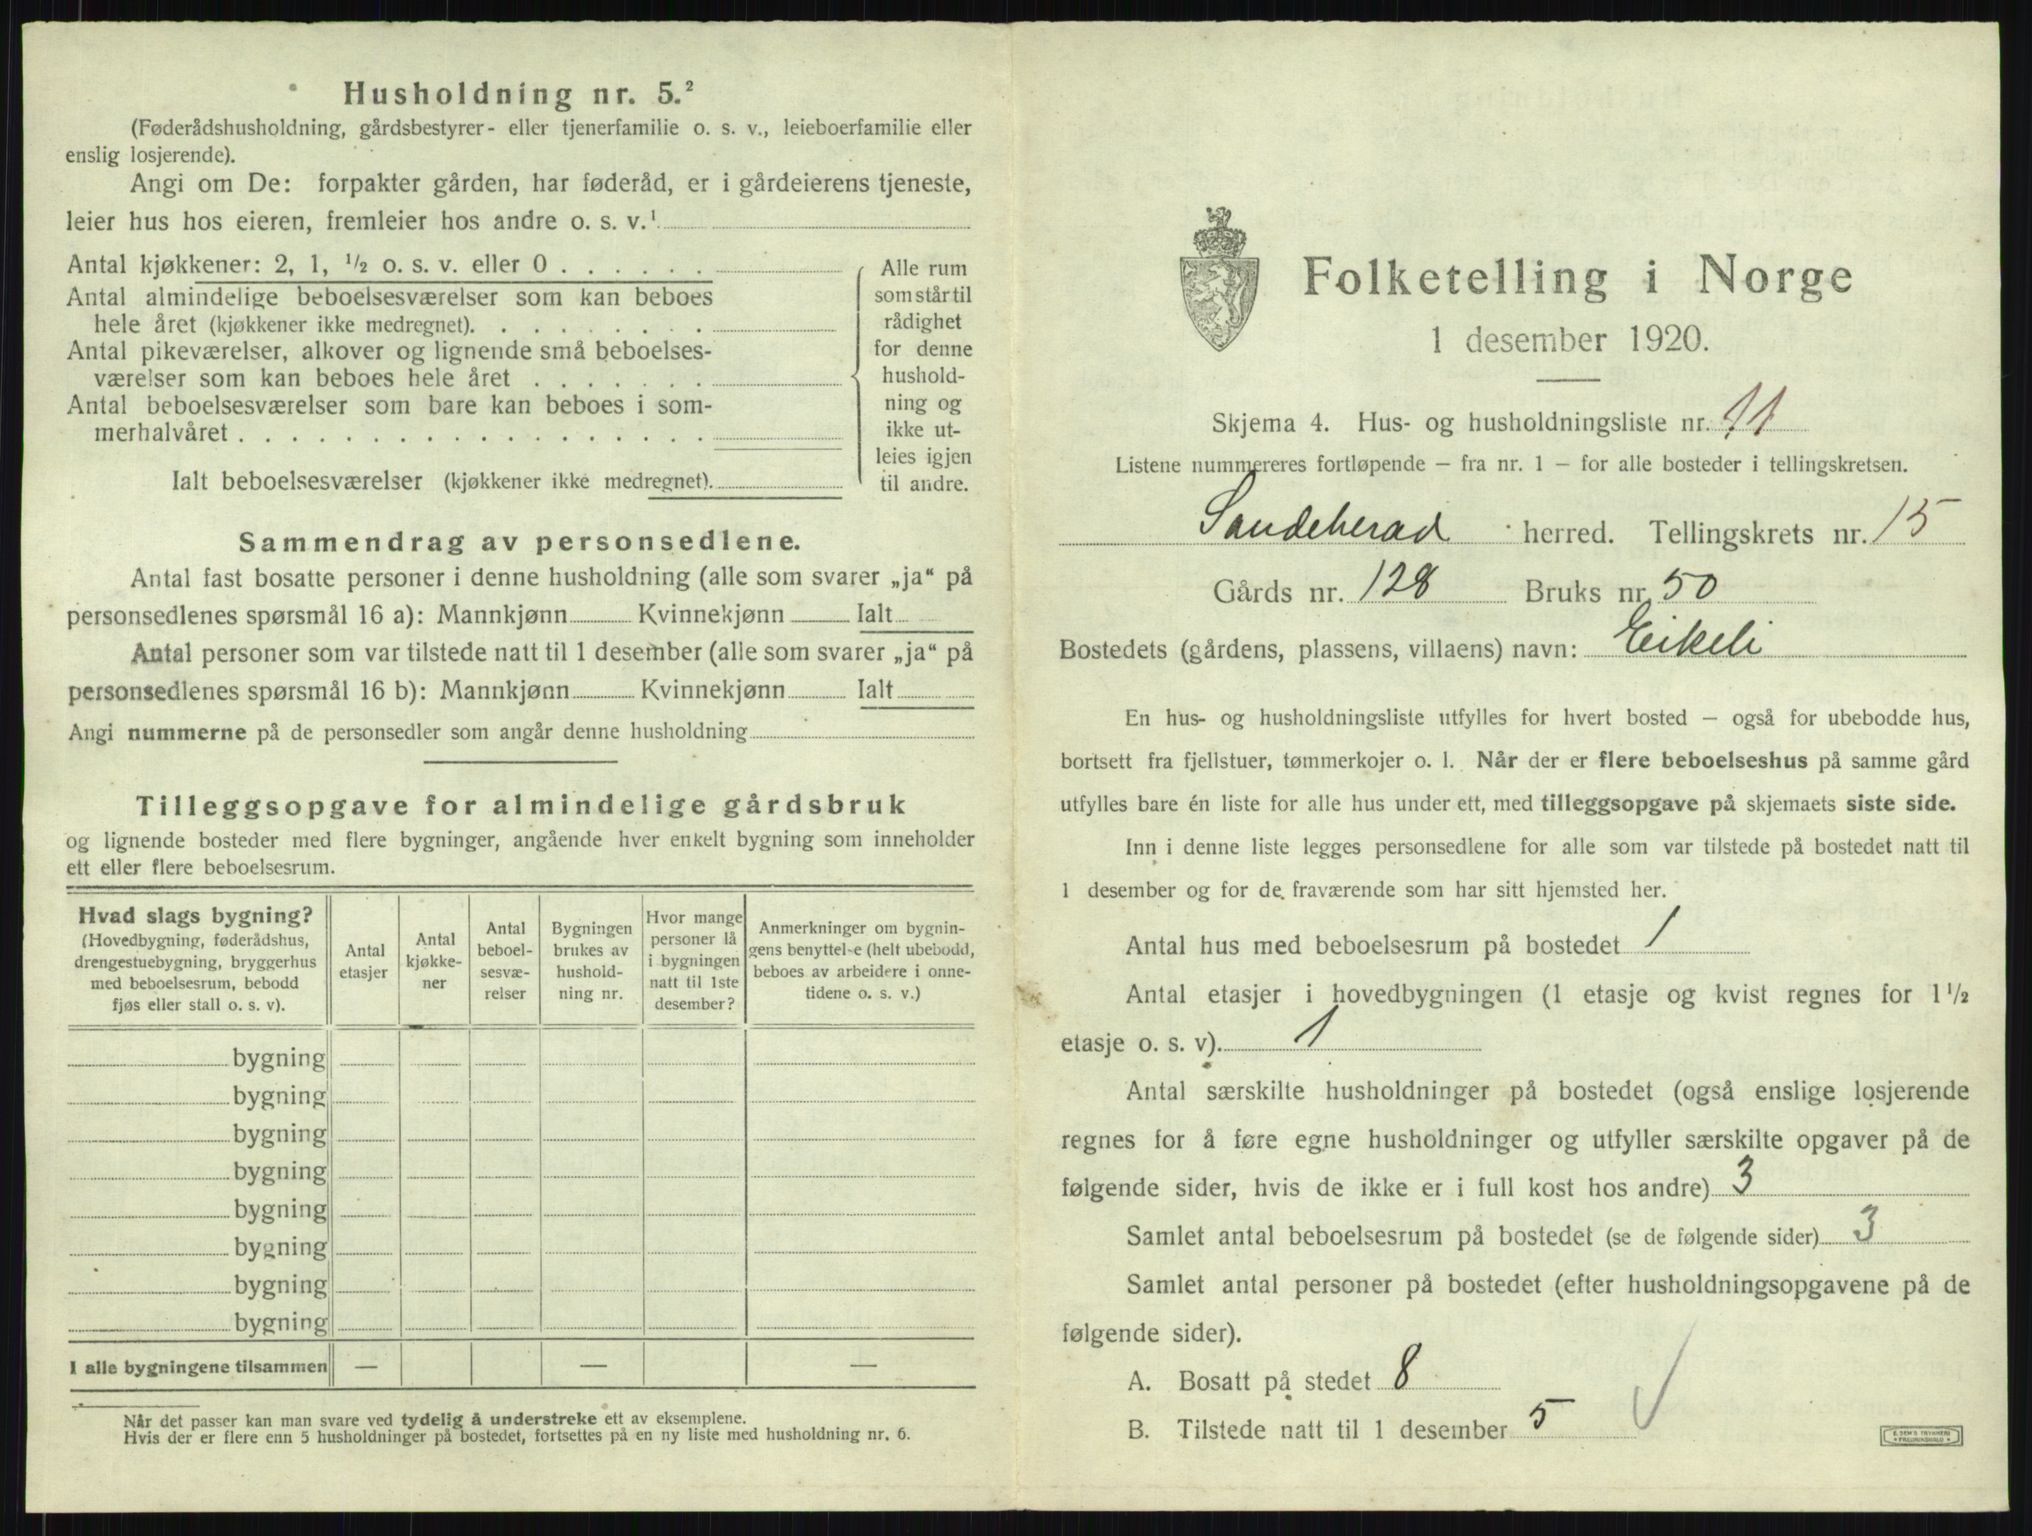 Husholdning nr. 5.²
(Føderådshusholdning, gårdsbestyrer- eller tjenerfamilie o. s. v., leieboerfamilie eller
enslig losjerende).
Angi om De: forpakter gården, har føderåd, er i gårdeierens tjeneste,
leier hus hos eieren, fremleier hos andre o. s. v.¹
Antal kjøkkener: 2, 1, ½ o. s. v. eller 0 . . . . . .
Antal almindelige beboelsesværelser som kan beboes
hele året (kjøkkener ikke medregnet). . . . . . . . .
Antal pikeværelser, alkover og lignende små beboelses-
værelser som kan beboes hele året . . . . . . .
Antal beboelsesværelser som bare kan beboes i som-
merhalvåret . . . . . . . . . . . . . . . . . .
Ialt beboelsesværelser (kjøkkener ikke medregnet).
Alle rum
som står til
rådighet
for denne
hushold-
ning og
ikke ut-
leies igjen
til andre.
Sammendrag av personsedlene.
Antal fast bosatte personer i denne husholdning (alle som svarer „ja“ på
personsedlenes spørsmål 16 a): Mannkjønn Kvinnekjønn Ialt
Antal personer som var tilstede natt til 1 desember (alle som svarer „ja“ på
personsedlenes spørsmål 16 b): Mannkjønn Kvinnekjønn Ialt
Angi nummerne på de personsedler som angår denne husholdning
Tilleggsopgave for almindelige gårdsbruk
og lignende bosteder med flere bygninger, angående hver enkelt bygning som inneholder
ett eller flere beboelsesrum.
Hvad slags bygning?
(Hovedbygning, føderådshus,
drengestuebygning, bryggerhus
med beboelsesrum, bebodd
fjøs eller stall o. s. v).
Antal
etasjer
Antal
kjøkke-
ner
Antal
beboel-
sesvæ-
relser
Bygningen
brukes av
hushold-
ning nr.
Hvor mange
personer lå
i bygningen
natt til 1ste
desember?
Anmerkninger om bygnin-
gens benyttelse (helt ubebodd,
beboes av arbeidere i onne-
tidene o. s. v.)
bygning
bygning
bygning
bygning
bygning
bygning
bygning
bygning
I alle bygningene tilsammen — — —
Når det passer kan man svare ved tydelig å understreke ett av eksemplene.
Hvis der er flere enn 5 husholdninger på bostedet, fortsettes på en ny liste med husholdning nr. 6.
Folketelling i Norge
1 desember 1920.
Skjema 4. Hus- og husholdningsliste nr. 11
Listene nummereres fortløpende – fra nr. 1 – for alle bosteder i tellingskretsen.
Sandeherad herred. Tellingskrets nr. 15
Gårds nr. 128 Bruks nr. 50
Bostedets (gårdens, plassens, villaens) navn: Eikeli
En hus- og husholdningsliste utfylles for hvert bosted – også for ubebodde hus,
bortsett fra fjellstuer, tømmerkojer o. l. Når der er flere beboelseshus på samme gård
utfylles bare én liste for alle hus under ett, med tilleggsopgave på skjemaets siste side.
Inn i denne liste legges personsedlene for alle som var tilstede på bostedet natt til
1 desember og for de fraværende som har sitt hjemsted her.
Antal hus med beboelsesrum på bostedet 1
Antal etasjer i hovedbygningen (1 etasje og kvist regnes for 1½
etasje o. s. v). 1
Antal særskilte husholdninger på bostedet (også enslige losjerende
regnes for å føre egne husholdninger og utfyller særskilte opgaver på de
følgende sider, hvis de ikke er i full kost hos andre) 3
Samlet antal beboelsesrum på bostedet (se de følgende sider) 3
Samlet antal personer på bostedet (efter husholdningsopgavene på de
følgende sider).
A. Bosatt på stedet 8
B. Tilstede natt til 1 desember 5